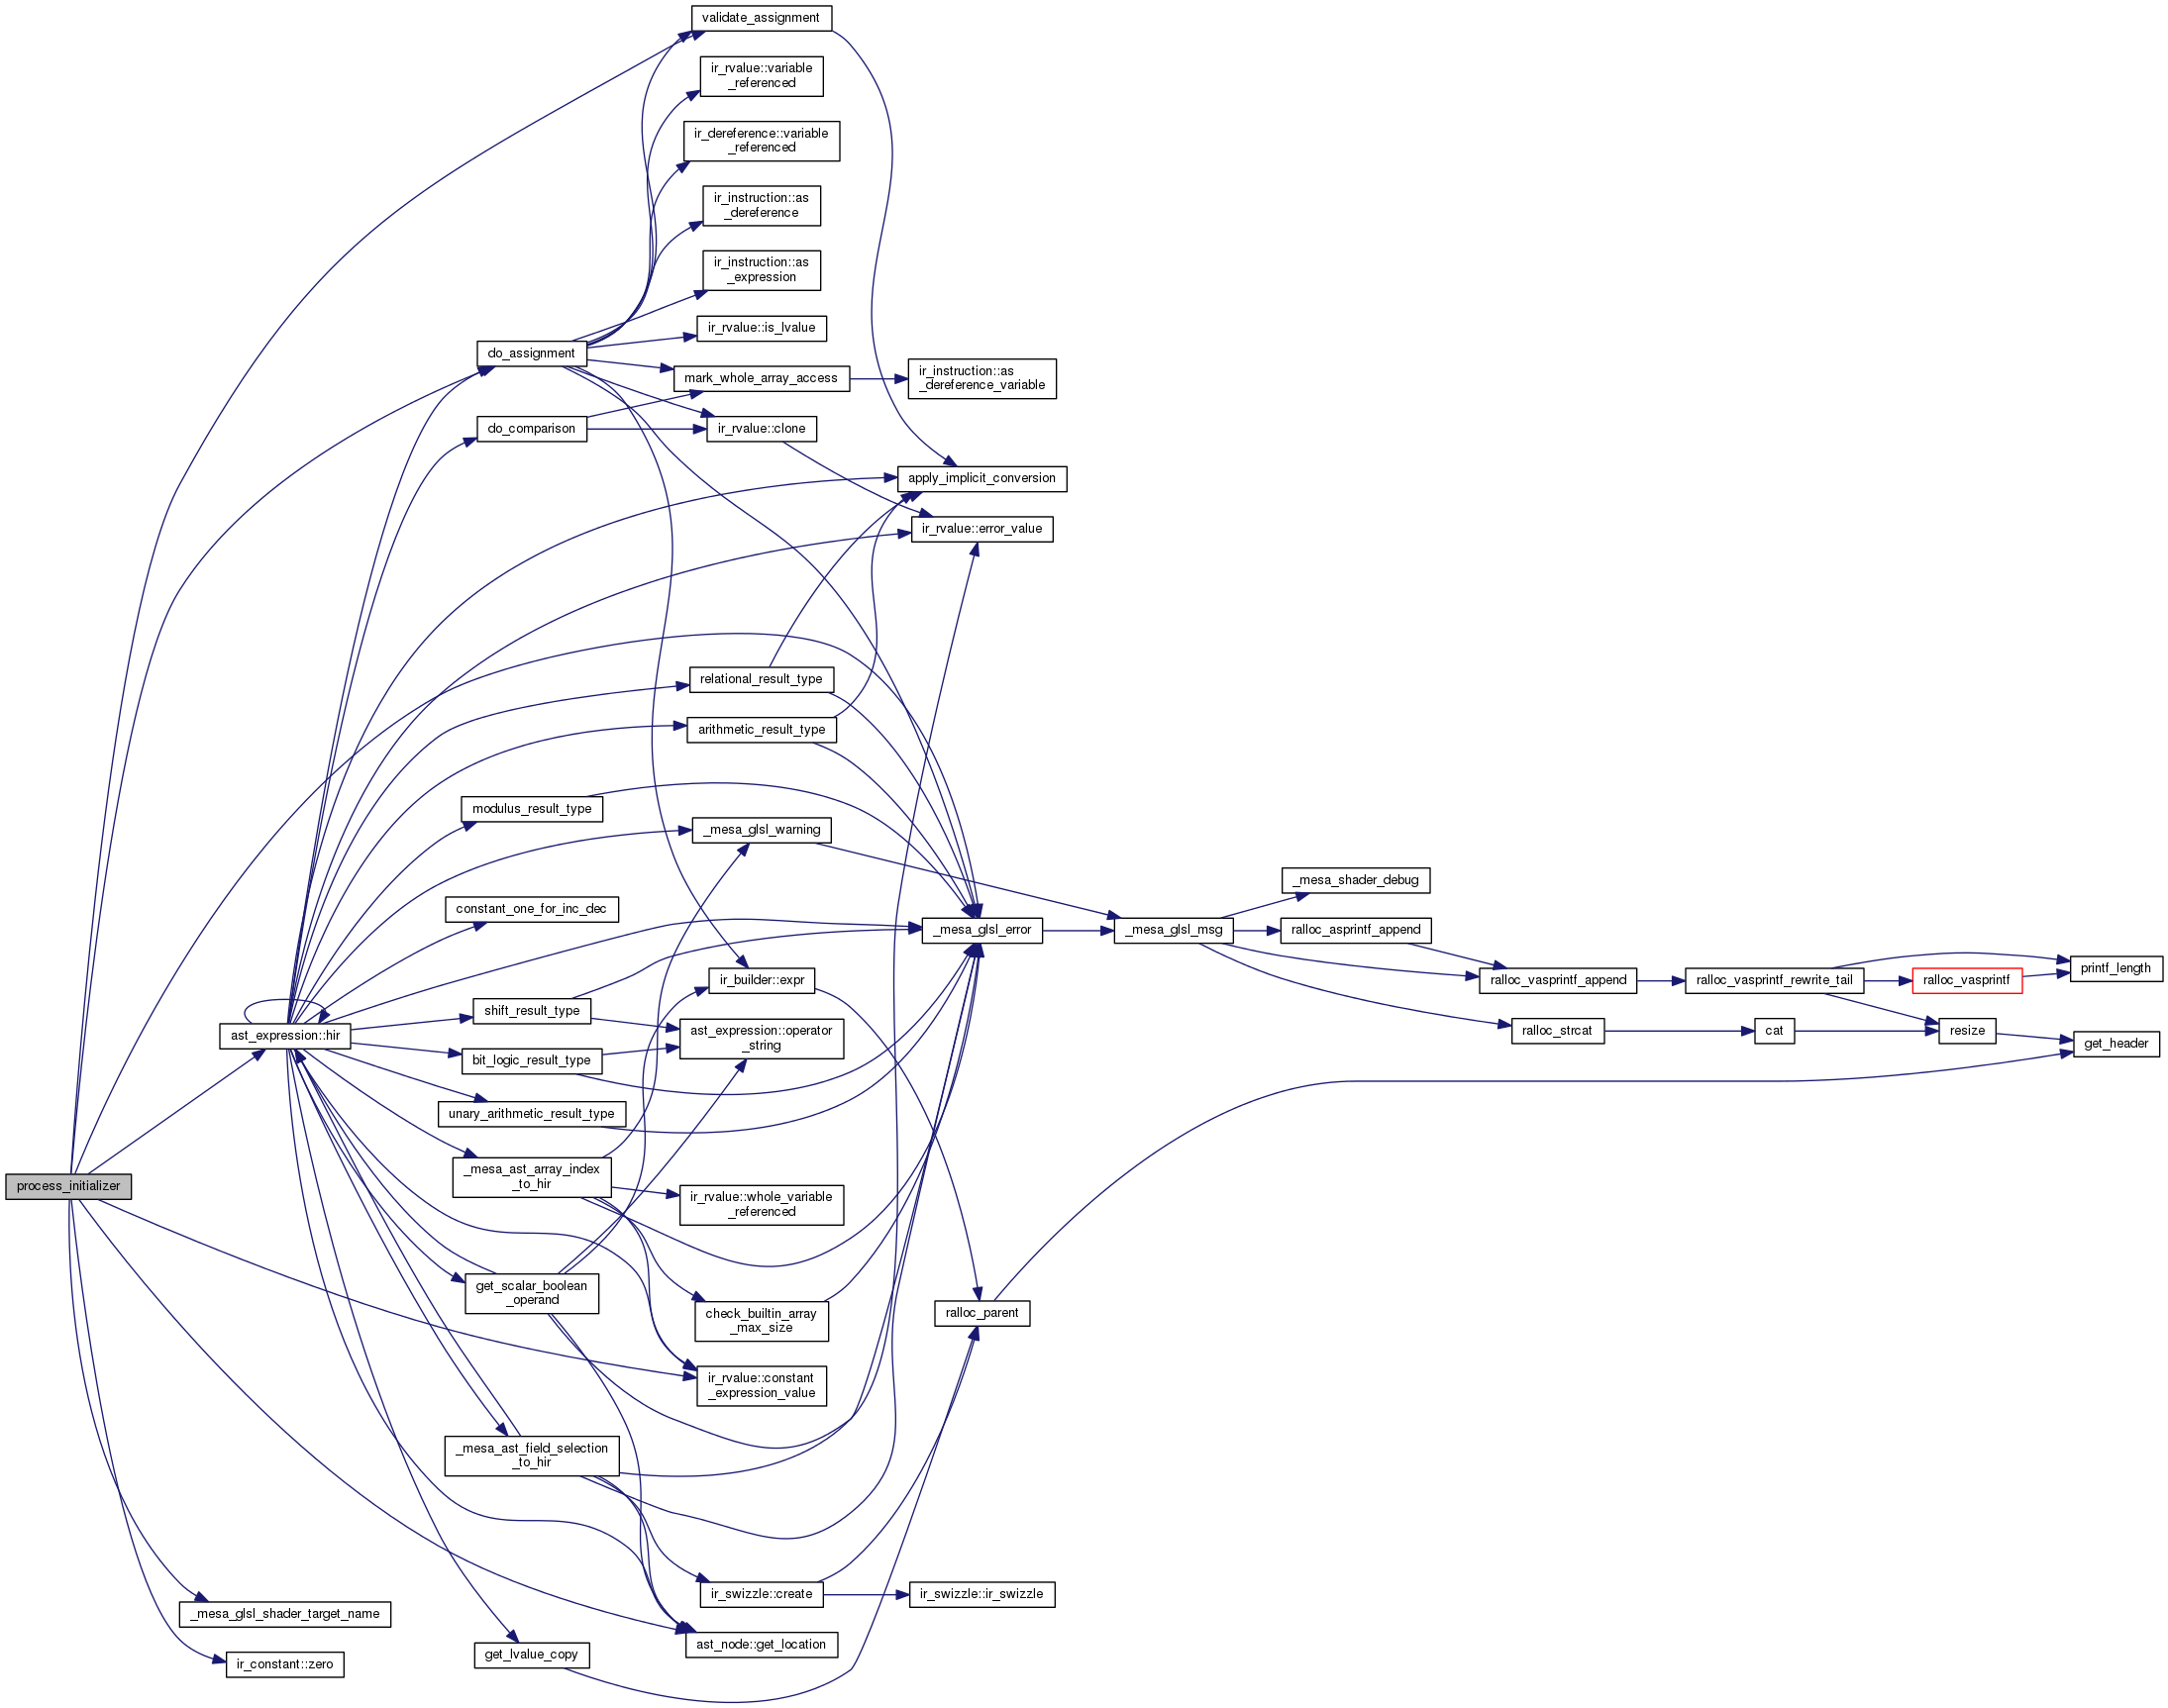 validate_assignment
ir_rvalue::variable
_referenced
ir_dereference::variable
_referenced
ir_instruction::as
_dereference
ir_instruction::as
_expression
ir_rvalue::is_lvalue
do_assignment
mark_whole_array_access
ir_instruction::as
_dereference_variable
do_comparison
ir_rvalue::clone
apply_implicit_conversion
ir_rvalue::error_value
relational_result_type
arithmetic_result_type
modulus_result_type
_mesa_glsl_warning
_mesa_shader_debug
constant_one_for_inc_dec
_mesa_glsl_error
_mesa_glsl_msg
ralloc_asprintf_append
printf_length
ir_builder::expr
ralloc_vasprintf_append
ralloc_vasprintf_rewrite_tail
ralloc_vasprintf
shift_result_type
ast_expression::hir
ast_expression::operator
_string
ralloc_strcat
cat
resize
get_header
bit_logic_result_type
unary_arithmetic_result_type
_mesa_ast_array_index
_to_hir
process_initializer
ir_rvalue::whole_variable
_referenced
get_scalar_boolean
_operand
check_builtin_array
_max_size
ralloc_parent
ir_rvalue::constant
_expression_value
_mesa_ast_field_selection
_to_hir
ir_swizzle::create
ir_swizzle::ir_swizzle
_mesa_glsl_shader_target_name
ast_node::get_location
get_lvalue_copy
ir_constant::zero